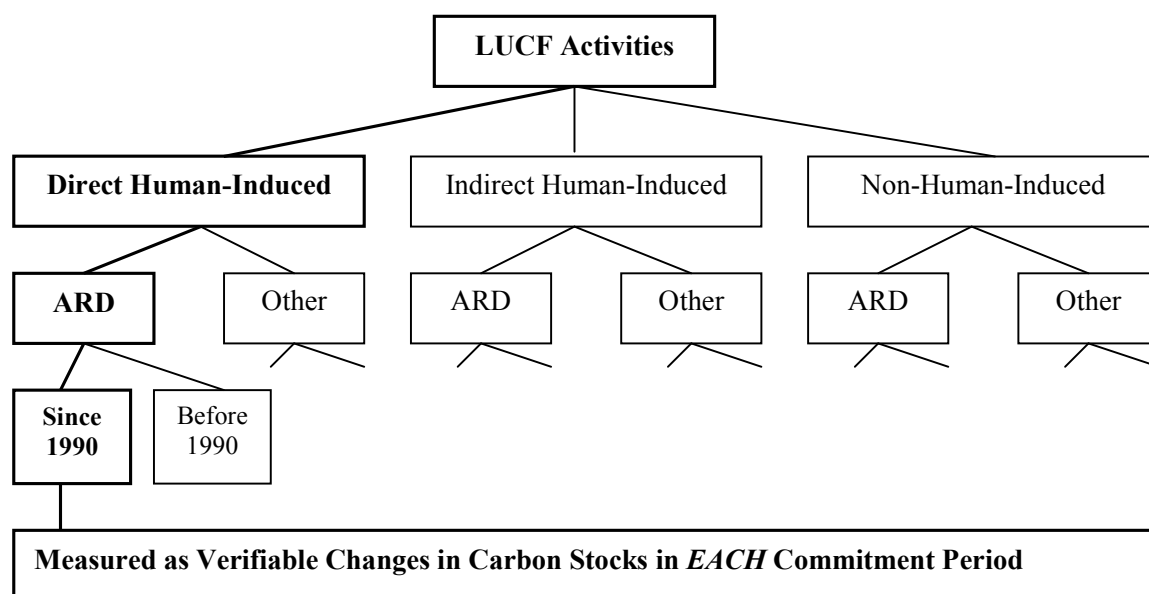 LUCF Activities
Direct Human-Induced
Indirect Human-Induced
Non-Human-Induced
ARD
Other
ARD
Other
ARD
Other
Since
1990
Before
1990
Measured as Verifiable Changes in Carbon Stocks in EACH Commitment Period